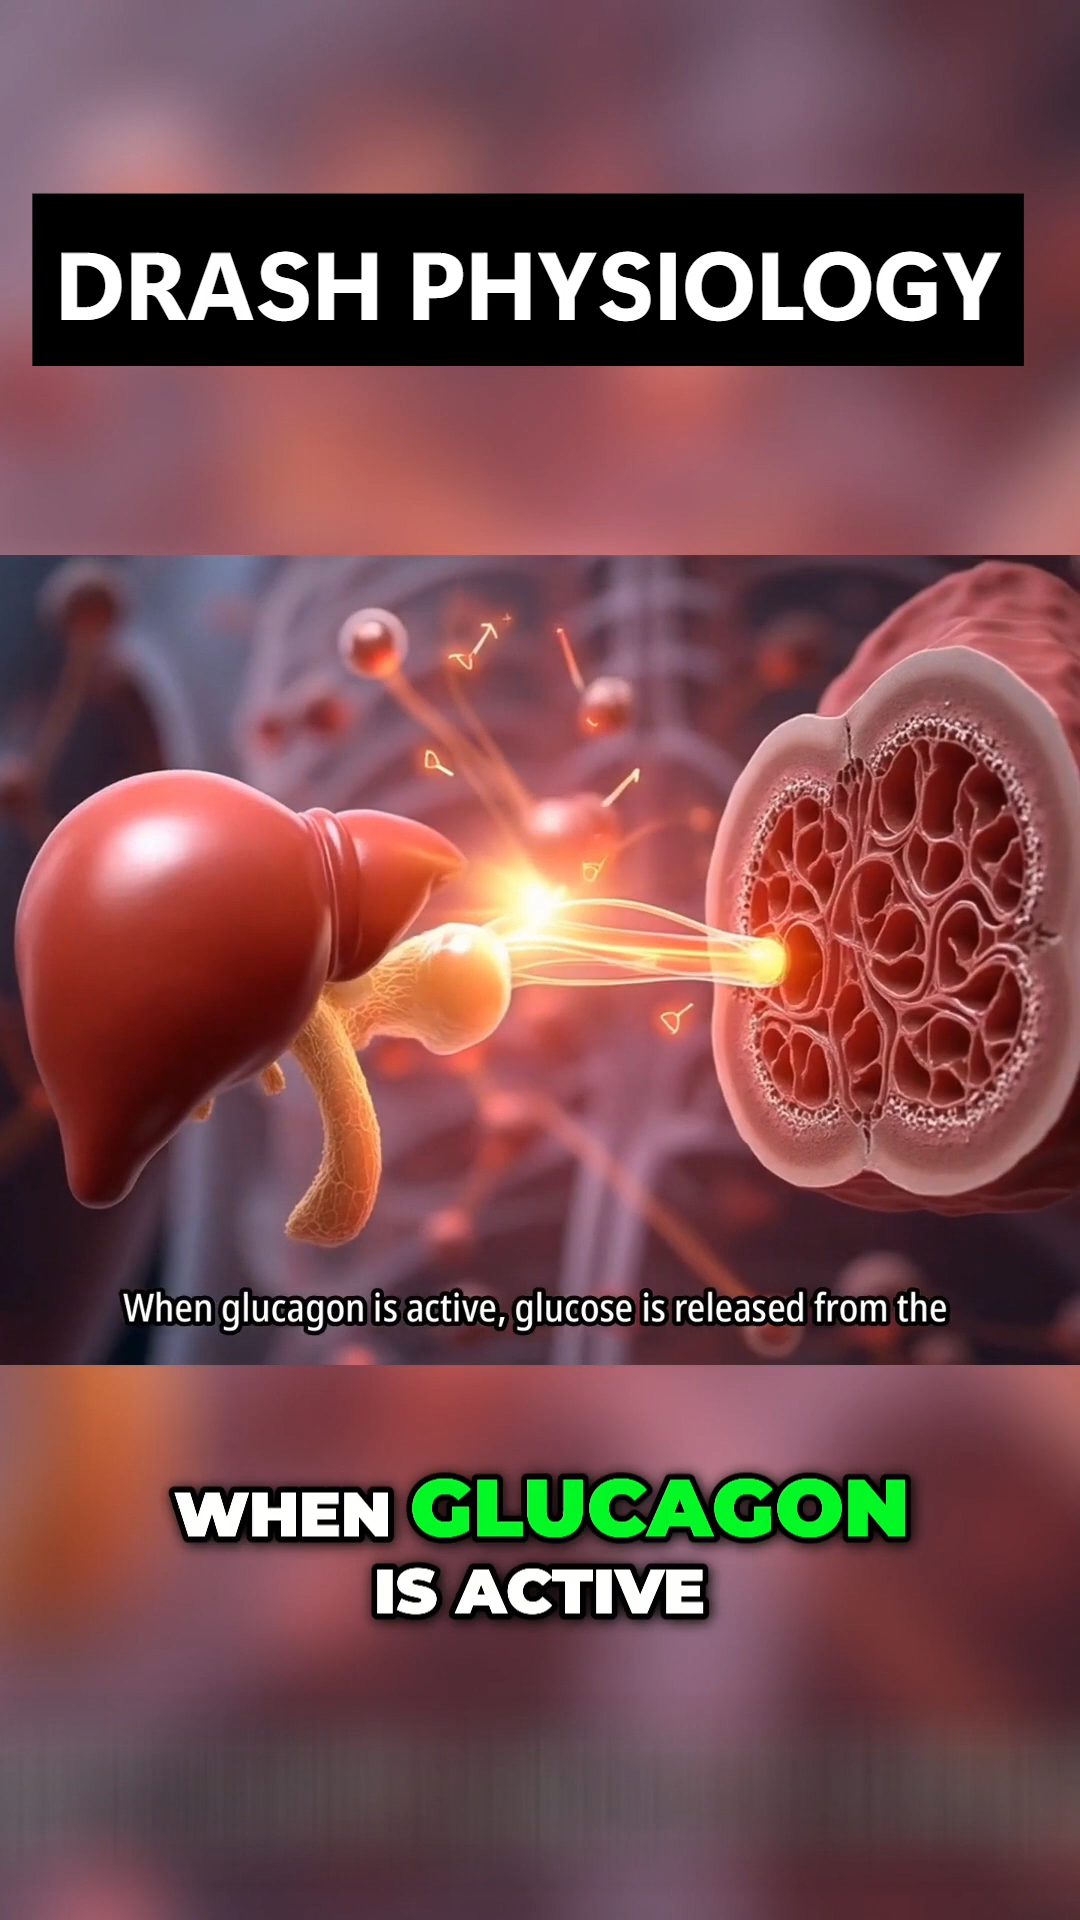 DRASH PHYSIOLOGY
When glucagon is active, glucose is released from the
WHEN GLUCAGON
IS ACTIVE